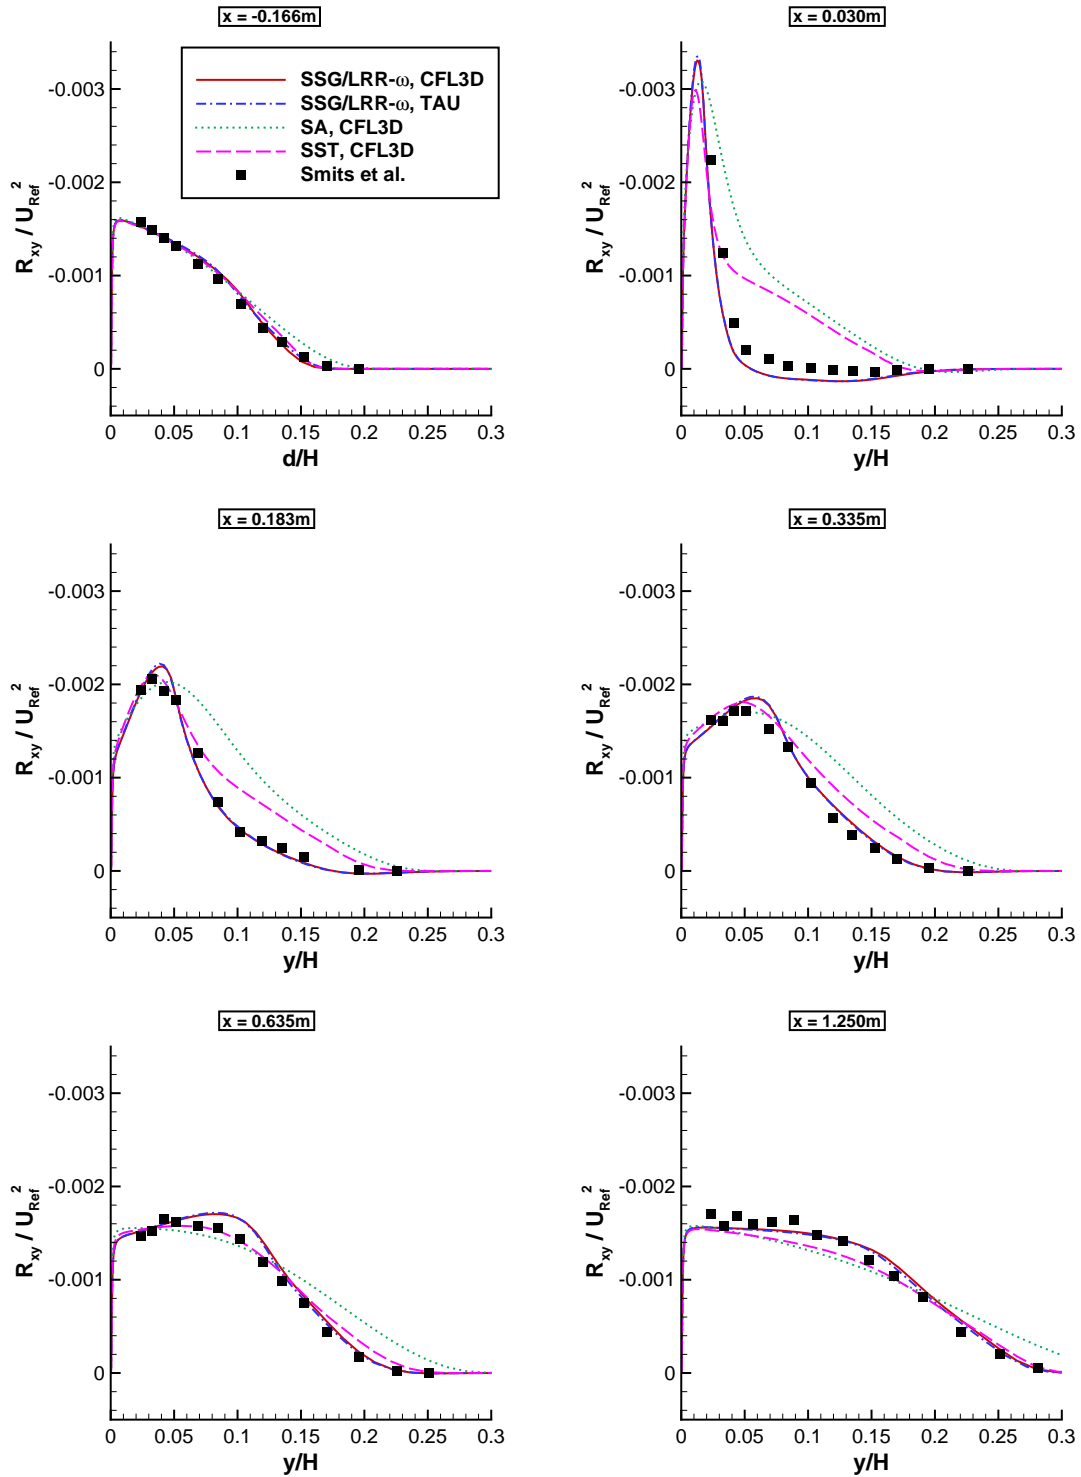 x = -0.166m
R_xy / U_Ref^2
-0.003
-0.002
-0.001
0
0 0.05 0.1 0.15 0.2 0.25 0.3
d/H
SSG/LRR-ω, CFL3D
SSG/LRR-ω, TAU
SA, CFL3D
SST, CFL3D
Smits et al.
x = 0.030m
R_xy / U_Ref^2
-0.003
-0.002
-0.001
0
0 0.05 0.1 0.15 0.2 0.25 0.3
y/H
x = 0.183m
R_xy / U_Ref^2
-0.003
-0.002
-0.001
0
0 0.05 0.1 0.15 0.2 0.25 0.3
y/H
x = 0.335m
R_xy / U_Ref^2
-0.003
-0.002
-0.001
0
0 0.05 0.1 0.15 0.2 0.25 0.3
y/H
x = 0.635m
R_xy / U_Ref^2
-0.003
-0.002
-0.001
0
0 0.05 0.1 0.15 0.2 0.25 0.3
y/H
x = 1.250m
R_xy / U_Ref^2
-0.003
-0.002
-0.001
0
0 0.05 0.1 0.15 0.2 0.25 0.3
y/H